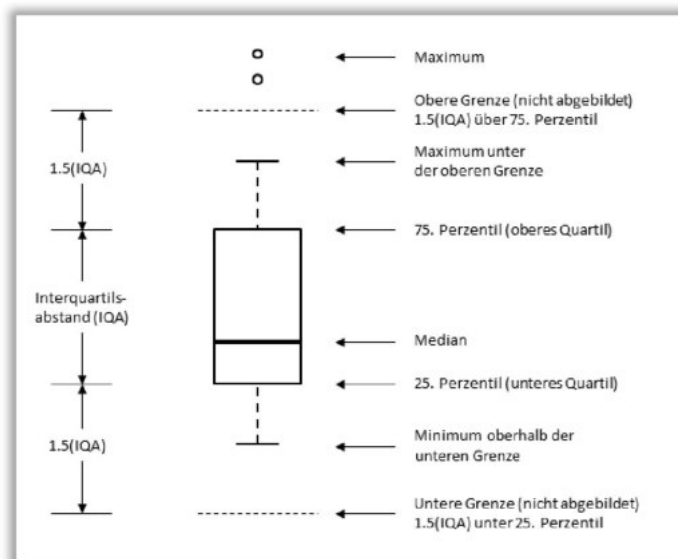 Maximum
Obere Grenze (nicht abgebildet)
1.5(IQA) über 75. Perzentil
1.5(IQA)
Maximum unter
der oberen Grenze
75. Perzentil (oberes Quartil)
Interquartils-
abstand (IQA)
Median
25. Perzentil (unteres Quartil)
1.5(IQA)
Minimum oberhalb der
unteren Grenze
Untere Grenze (nicht abgebildet)
1.5(IQA) unter 25. Perzentil